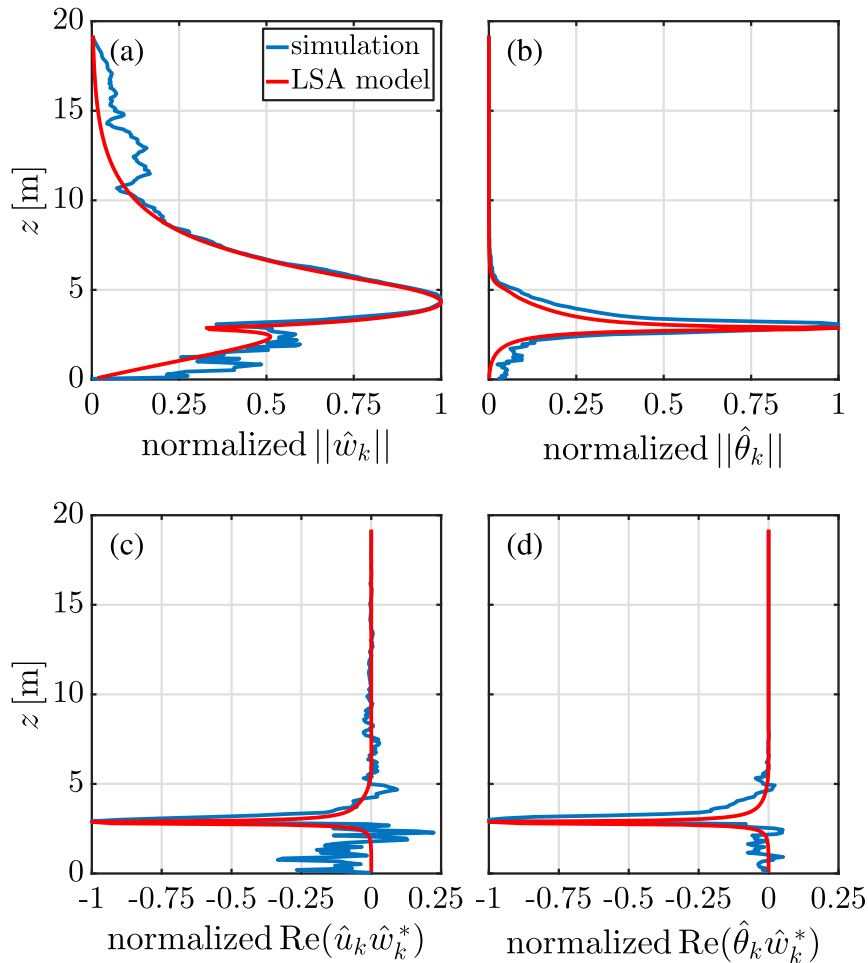 (a)
simulation
LSA model
(b)
z [m]
20
15
10
5
0
0 0.25 0.5 0.75 1
0 0.25 0.5 0.75 1
normalized ||ŵ_k||
normalized ||θ̂_k||
(c)
(d)
z [m]
20
15
10
5
0
-1 -0.75 -0.5 -0.25 0 0.25
-1 -0.75 -0.5 -0.25 0 0.25
normalized Re(û_k ŵ_k^*)
normalized Re(θ̂_k ŵ_k^*)